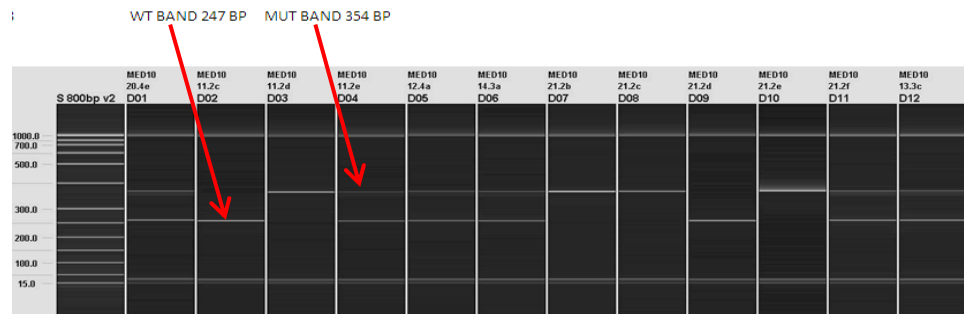 3 WT BAND 247 BP MUT BAND 354 BP
MED10 MED10 MED10 MED10 MED10 MED10 MED10 MED10 MED10 MED10 MED10 MED10
20.4e 11.2c 11.2d 11.2e 12.4a 14.3a 21.2b 21.2c 21.2d 21.2e 21.2f 13.3c
S 800bp v2 D01 D02 D03 D04 D05 D06 D07 D08 D09 D10 D11 D12
1000.0
700.0
500.0
300.0
200.0
100.0
15.0